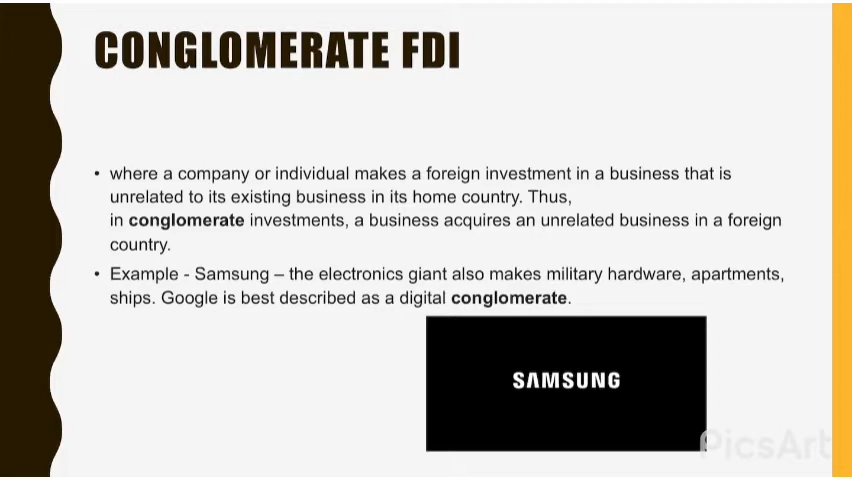 CONGLOMERATE FDI
• where a company or individual makes a foreign investment in a business that is
unrelated to its existing business in its home country. Thus,
in conglomerate investments, a business acquires an unrelated business in a foreign
country.
• Example - Samsung – the electronics giant also makes military hardware, apartments,
ships. Google is best described as a digital conglomerate.
SAMSUNG
PicsArt